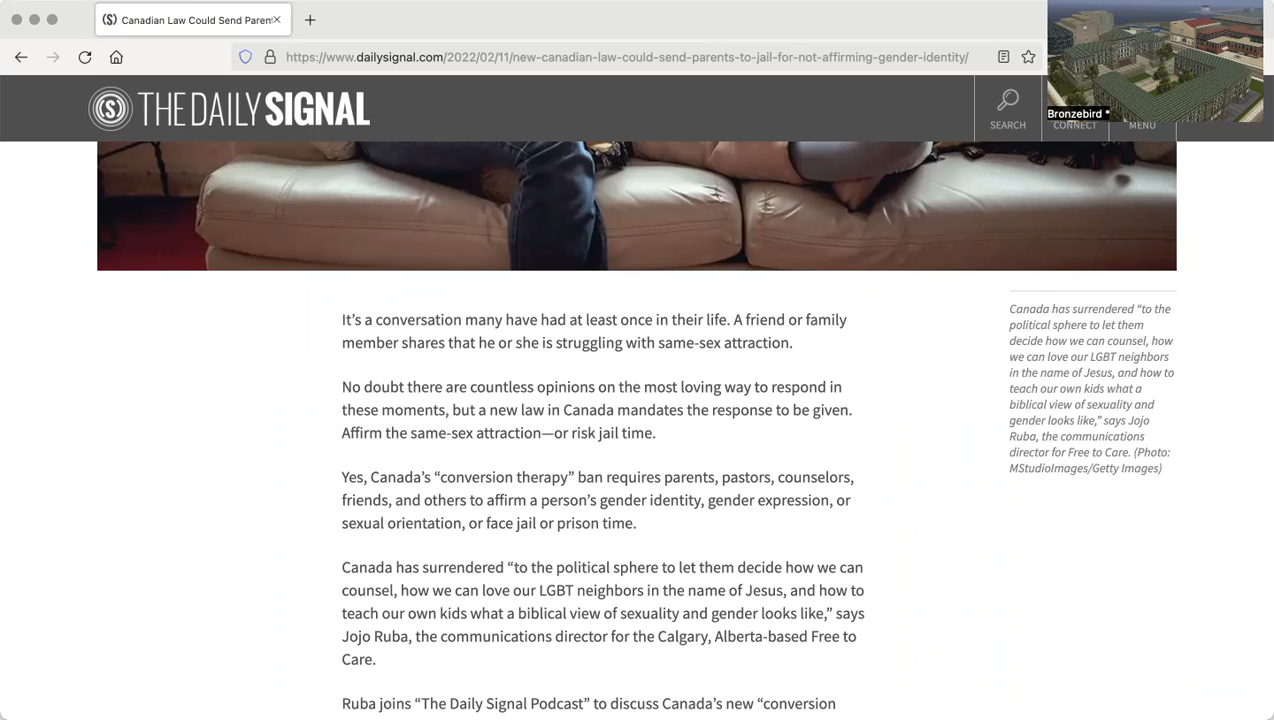 (S) Canadian Law Could Send Paren
https://www.dailysignal.com/2022/02/11/new-canadian-law-could-send-parents-to-jail-for-not-affirming-gender-identity/
(S) THE DAILY SIGNAL
SEARCH
CONNECT
MENU
Bronzebird *
It’s a conversation many have had at least once in their life. A friend or family
member shares that he or she is struggling with same-sex attraction.
No doubt there are countless opinions on the most loving way to respond in
these moments, but a new law in Canada mandates the response to be given.
Affirm the same-sex attraction—or risk jail time.
Yes, Canada’s “conversion therapy” ban requires parents, pastors, counselors,
friends, and others to affirm a person’s gender identity, gender expression, or
sexual orientation, or face jail or prison time.
Canada has surrendered “to the political sphere to let them decide how we can
counsel, how we can love our LGBT neighbors in the name of Jesus, and how to
teach our own kids what a biblical view of sexuality and gender looks like,” says
Jojo Ruba, the communications director for the Calgary, Alberta-based Free to
Care.
Ruba joins “The Daily Signal Podcast” to discuss Canada’s new “conversion
Canada has surrendered “to the
political sphere to let them
decide how we can counsel, how
we can love our LGBT neighbors
in the name of Jesus, and how to
teach our own kids what a
biblical view of sexuality and
gender looks like,” says Jojo
Ruba, the communications
director for Free to Care. (Photo:
MStudioImages/Getty Images)